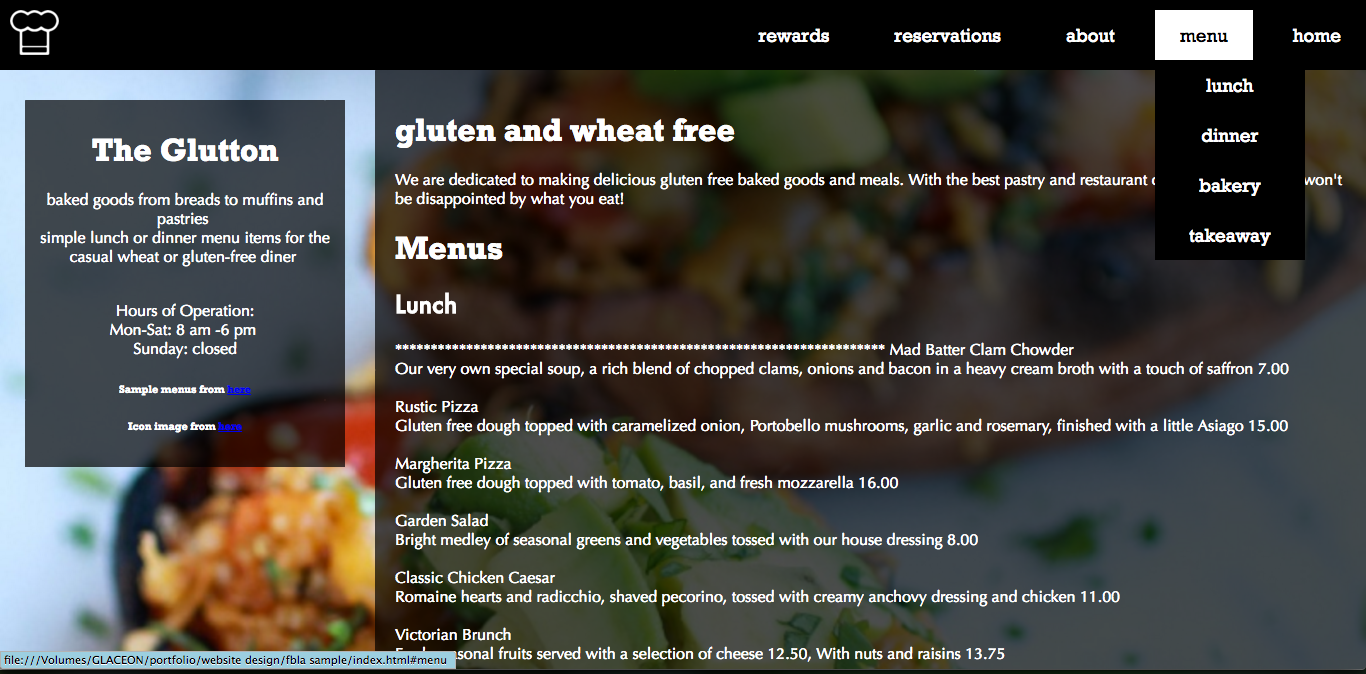 rewards reservations about menu home
lunch
dinner
bakery
takeaway
The Glutton
baked goods from breads to muffins and
pastries
simple lunch or dinner menu items for the
casual wheat or gluten-free diner
Hours of Operation:
Mon-Sat: 8 am -6 pm
Sunday: closed
Sample menus from here
Icon image from here
gluten and wheat free
We are dedicated to making delicious gluten free baked goods and meals. With the best pastry and restaurant won't
be disappointed by what you eat!
Menus
Lunch
********************************************************************** Mad Batter Clam Chowder
Our very own special soup, a rich blend of chopped clams, onions and bacon in a heavy cream broth with a touch of saffron 7.00
Rustic Pizza
Gluten free dough topped with caramelized onion, Portobello mushrooms, garlic and rosemary, finished with a little Asiago 15.00
Margherita Pizza
Gluten free dough topped with tomato, basil, and fresh mozzarella 16.00
Garden Salad
Bright medley of seasonal greens and vegetables tossed with our house dressing 8.00
Classic Chicken Caesar
Romaine hearts and radicchio, shaved pecorino, tossed with creamy anchovy dressing and chicken 11.00
Victorian Brunch
fruits served with a selection of cheese 12.50, With nuts and raisins 13.75
file:///Volumes/GLACEON/portfolio/website design/fbla sample/index.html#menu